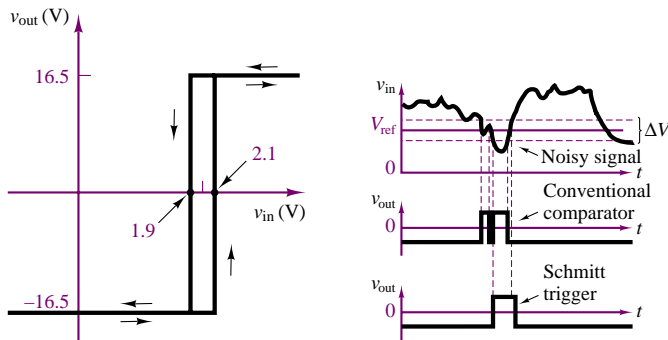 v_out (V)
16.5
2.1
1.9
v_in (V)
−16.5
v_in
V_ref
ΔV
Noisy signal
0
t
v_out
Conventional
comparator
0
t
v_out
Schmitt
trigger
0
t